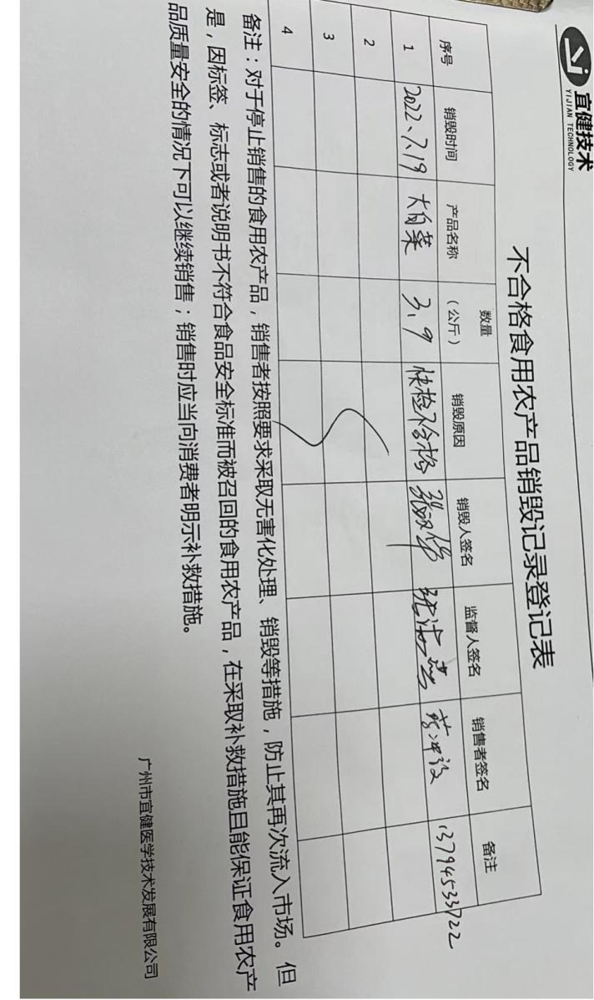 宜健技术
YIJIAN TECHNOLOGY
不合格食用农产品销毁记录登记表
序号 销毁时间 产品名称 数量（公斤） 销毁原因 销毁人签名 监督人签名 销售者签名 备注
1 2022、7.19 大白菜 3、9 快检不合格 13794533722
2
3
4
备注：对于停止销售的食用农产品，销售者按照要求采取无害化处理、销毁等措施，防止其再次流入市场。但
是，因标签、标志或者说明书不符合食品安全标准而被召回的食用农产品，在采取补救措施且能保证食用农产
品质量安全的情况下可以继续销售；销售时应当向消费者明示补救措施。
广州市宜健医学技术发展有限公司